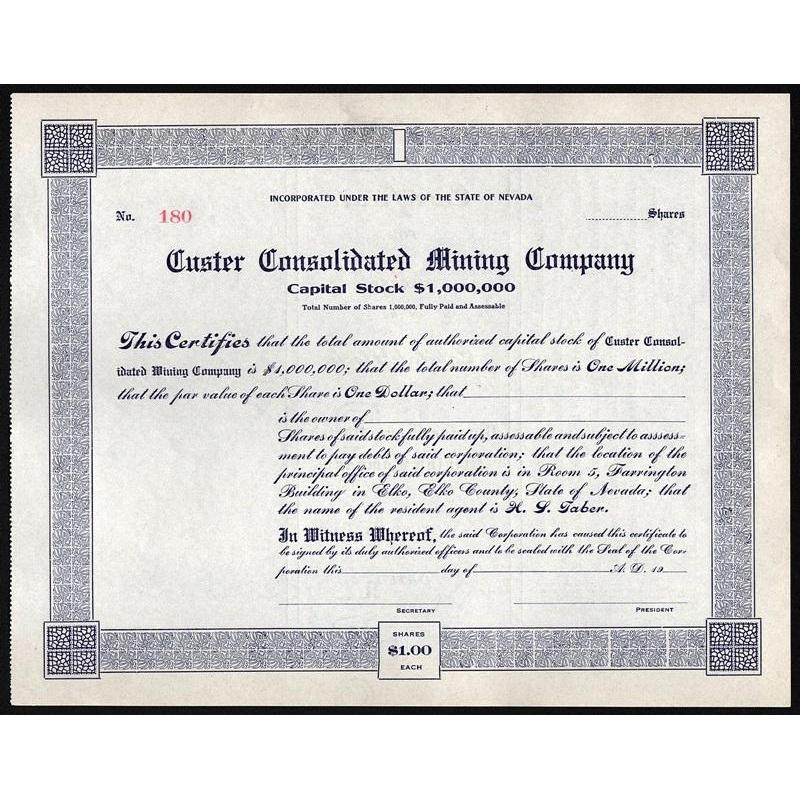 INCORPORATED UNDER THE LAWS OF THE STATE OF NEVADA
No. 180 Shares
Custer Consolidated Mining Company
Capital Stock $1,000,000
Total Number of Shares 1,000,000, Fully Paid and Assessable
This Certifies that the total amount of authorized capital stock of Custer Consol-
idated Mining Company is $1,000,000; that the total number of Shares is One Million;
that the par value of each Share is One Dollar; that
is the owner of
Shares of said stock fully paid up, assessable and subject to asssess-
ment to pay debts of said corporation; that the location of the
principal office of said corporation is in Room 5, Farrington
Building in Elko, Elko County, State of Nevada; that
the name of the resident agent is H. L. Taber.
In Witness Whereof, the said Corporation has caused this certificate to
be signed by its duly authorized officers and to be sealed with the Seal of the Cor-
poration this day of A. D. 19
SECRETARY PRESIDENT
SHARES
$1.00
EACH